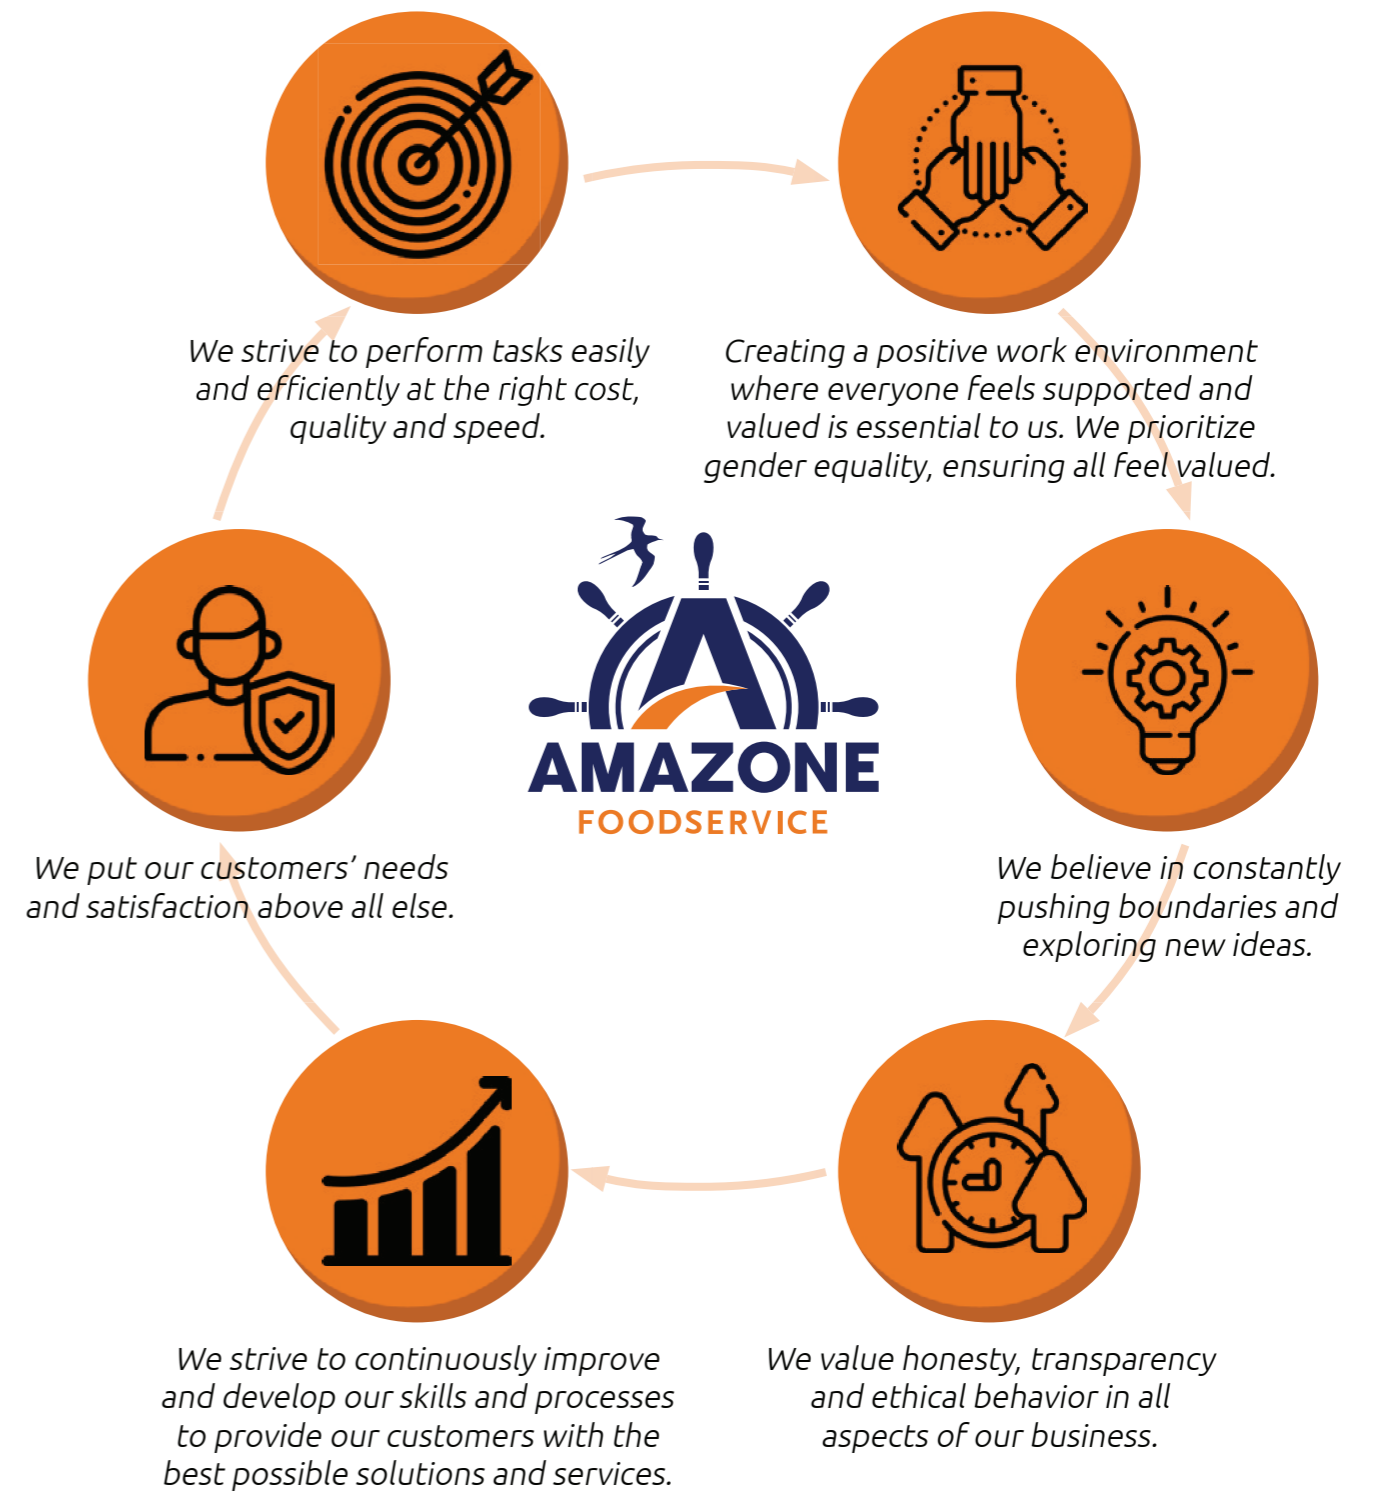 We strive to perform tasks easily
and efficiently at the right cost,
quality and speed.
Creating a positive work environment
where everyone feels supported and
valued is essential to us. We prioritize
gender equality, ensuring all feel valued.
AMAZONE
FOODSERVICE
We put our customers’ needs
and satisfaction above all else.
We believe in constantly
pushing boundaries and
exploring new ideas.
We strive to continuously improve
and develop our skills and processes
to provide our customers with the
best possible solutions and services.
We value honesty, transparency
and ethical behavior in all
aspects of our business.